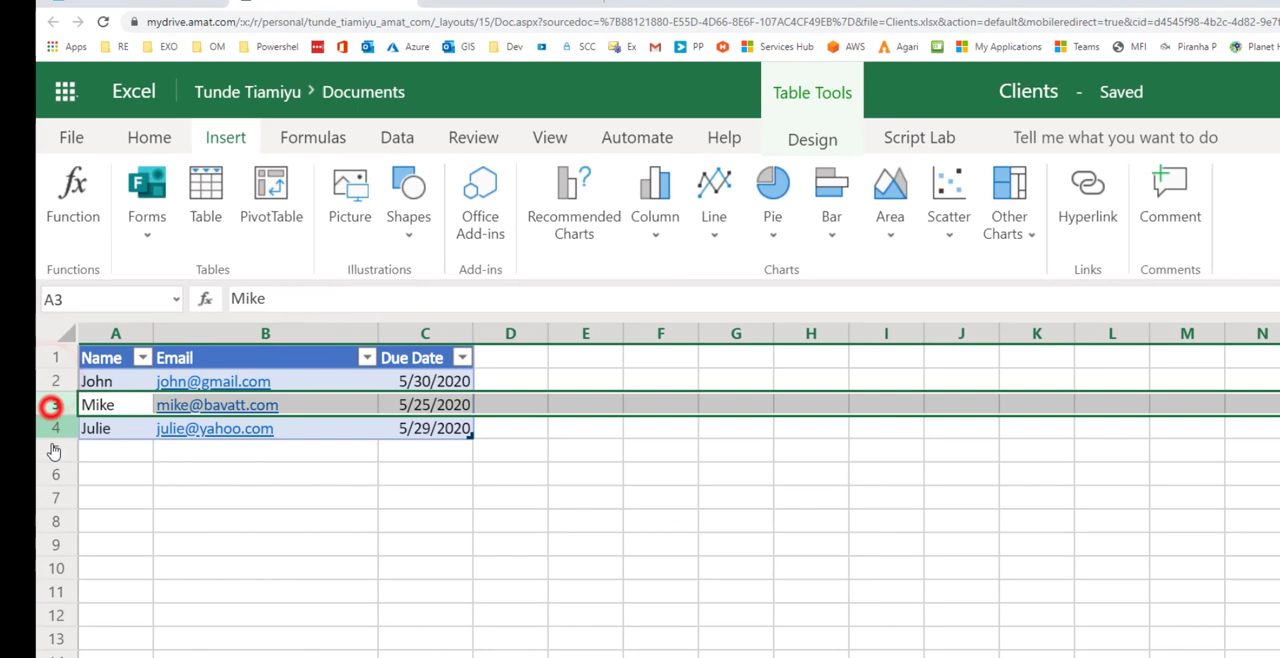 mydrive.amat.com/:x:/r/personal/tunde_tiamiyu_amat_com/_layouts/15/Doc.aspx?sourcedoc=%7B88121880-E55D-4D66-8E6F-107AC4CF49EB%7D&file=Clients.xlsx&action=default&mobileredirect=true&cid=d4545f98-4b2c-4d82-9e7f
Apps RE EXO OM Powershel Azure GIS Dev SCC Ex PP Services Hub AWS Agari My Applications Teams MFI Piranha P Planet H
Excel Tunde Tiamiyu > Documents Table Tools Clients - Saved
File Home Insert Formulas Data Review View Automate Help Design Script Lab Tell me what you want to do
Function Forms Table PivotTable Picture Shapes Office Add-ins Recommended Charts Column Line Pie Bar Area Scatter Other Charts Hyperlink Comment
Functions Tables Illustrations Add-ins Charts Links Comments
A3 fx Mike
A B C D E F G H I J K L M N
1 Name Email Due Date
2 John john@gmail.com 5/30/2020
3 Mike mike@bavatt.com 5/25/2020
4 Julie julie@yahoo.com 5/29/2020
6
7
8
9
10
11
12
13